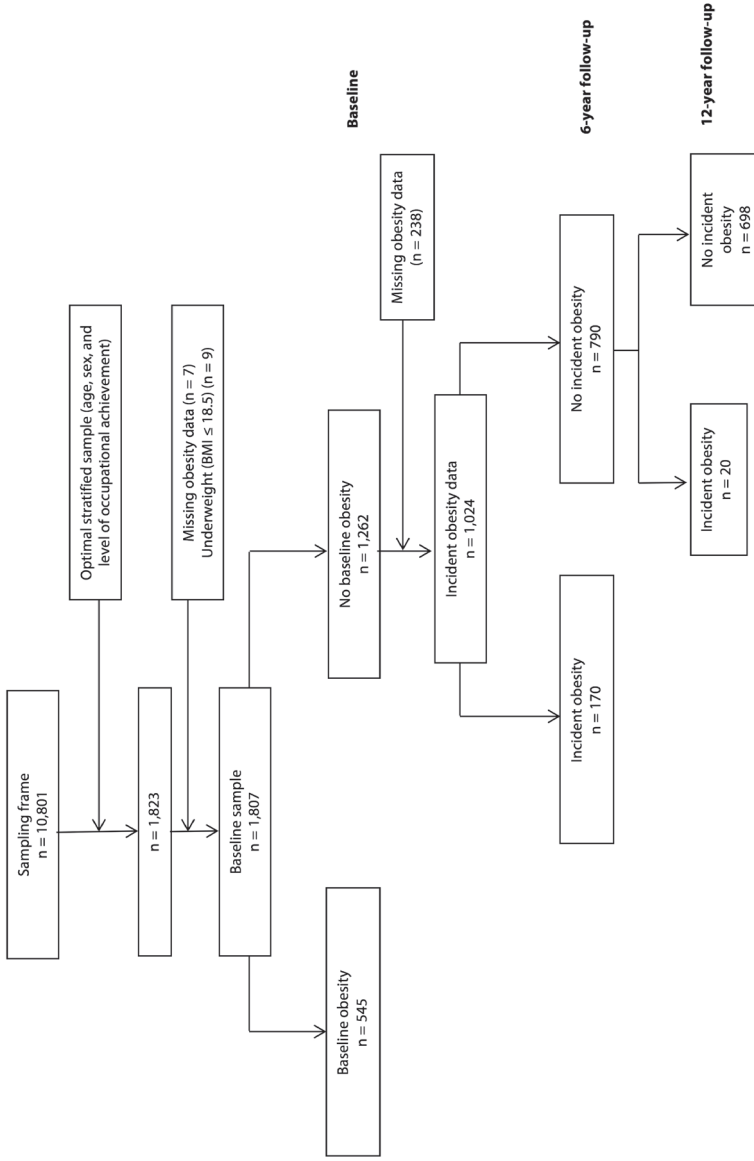 Sampling frame
n = 10,801
Optimal stratified sample (age, sex, and
level of occupational achievement)
n = 1,823
Missing obesity data (n = 7)
Underweight (BMI ≤ 18.5) (n = 9)
Baseline sample
n = 1,807
Baseline
Baseline obesity
n = 545
No baseline obesity
n = 1,262
Missing obesity data
(n = 238)
Incident obesity data
n = 1,024
6-year follow-up
Incident obesity
n = 170
No incident obesity
n = 790
12-year follow-up
Incident obesity
n = 20
No incident
obesity
n = 698